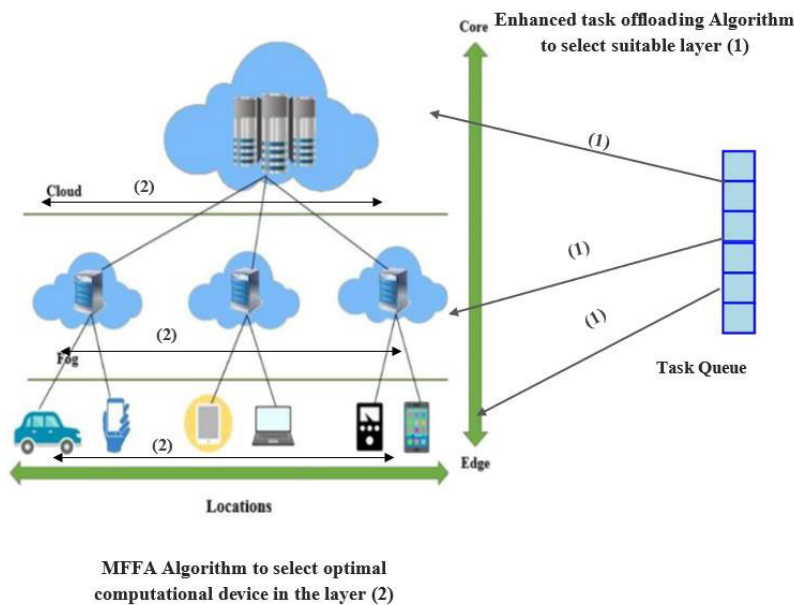 Enhanced task offloading Algorithm
to select suitable layer (1)
Core
(1)
Cloud
(2)
(1)
(1)
(2)
Fog
Task Queue
(2)
Edge
Locations
MFFA Algorithm to select optimal
computational device in the layer (2)